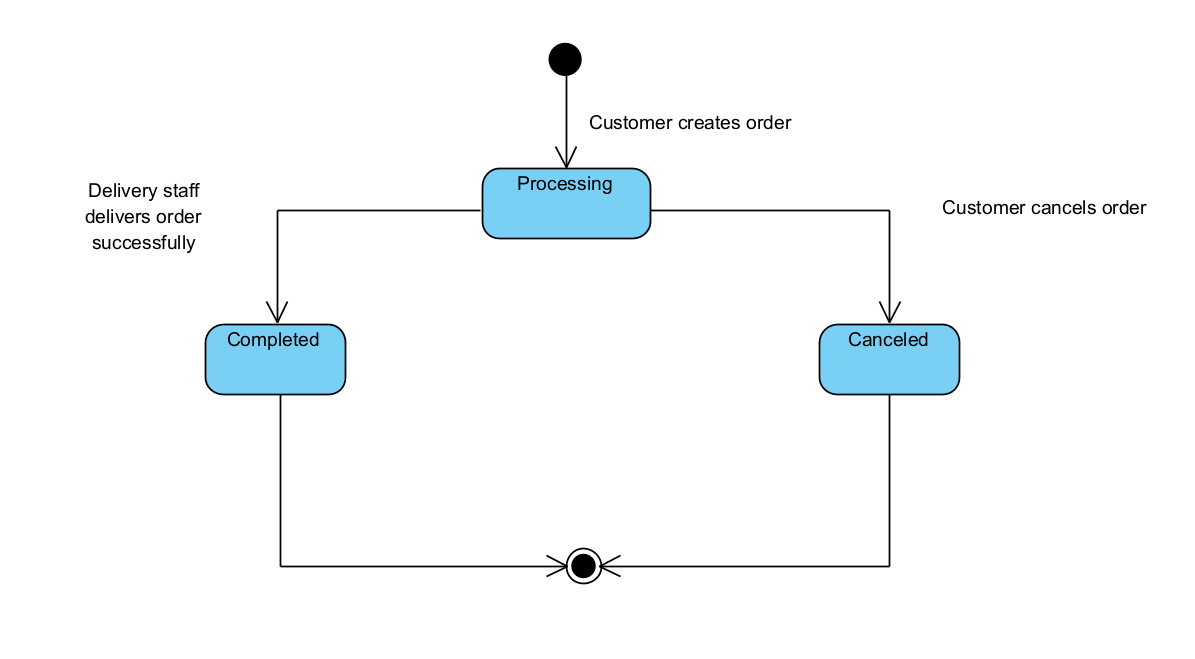 Customer creates order
Processing
Delivery staff
delivers order
successfully
Customer cancels order
Completed
Canceled